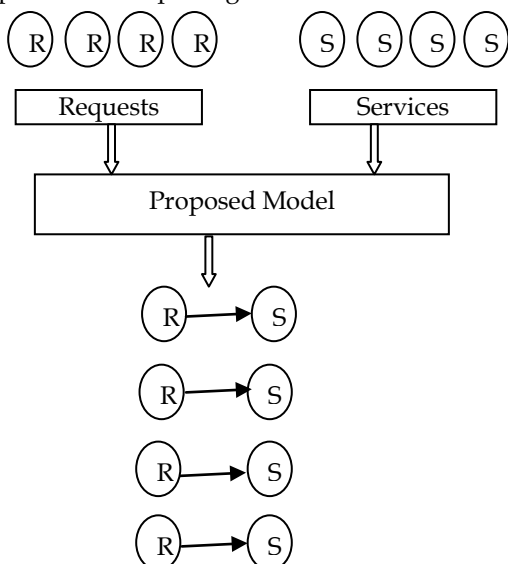 R R R R S S S S
Requests Services
Proposed Model
R S
R S
R S
R S